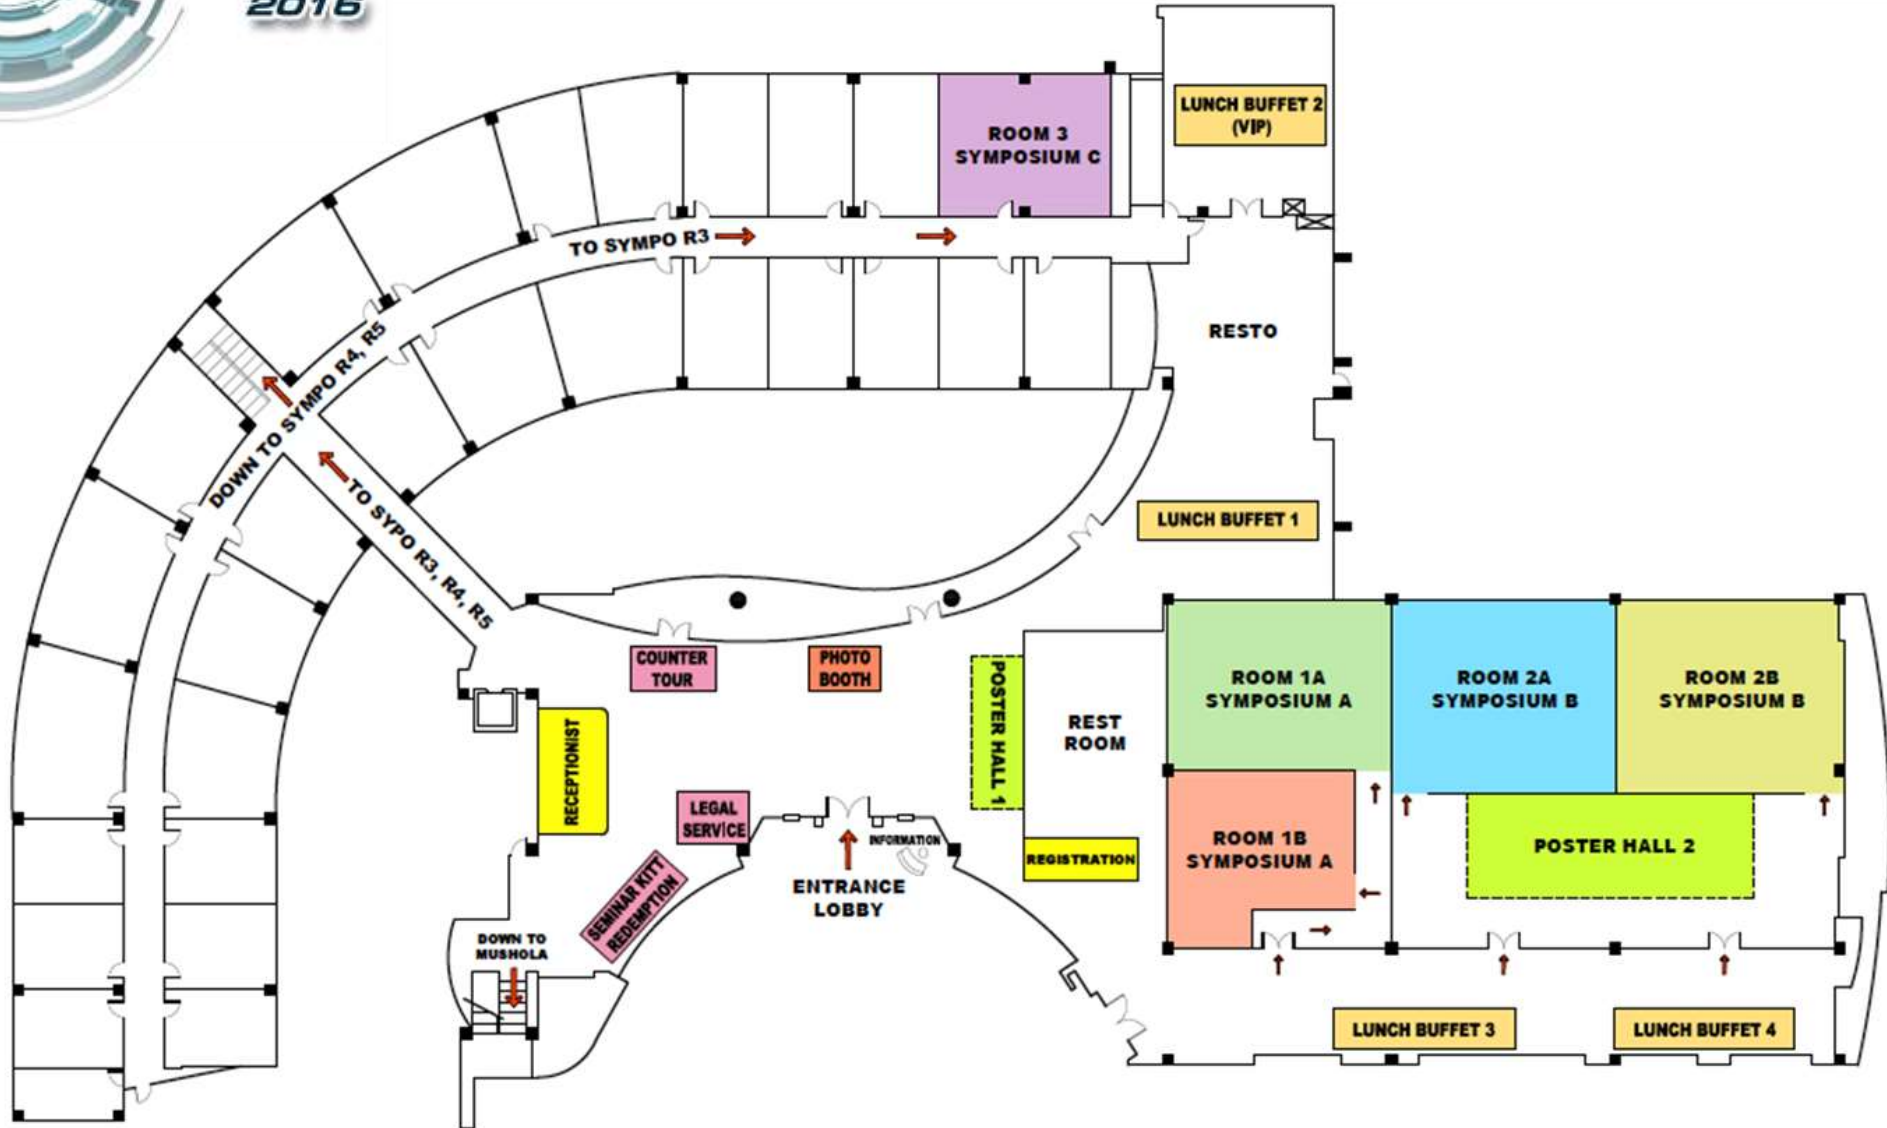 2016
LUNCH BUFFET 2
(VIP)
ROOM 3
SYMPOSIUM C
TO SYMPO R3
RESTO
DOWN TO SYMPO R4, R5
TO SYPO R3, R4, R5
LUNCH BUFFET 1
COUNTER
TOUR
PHOTO
BOOTH
POSTER HALL 1
REST
ROOM
ROOM 1A
SYMPOSIUM A
ROOM 2A
SYMPOSIUM B
ROOM 2B
SYMPOSIUM B
RECEPTIONIST
LEGAL
SERVICE
INFORMATION
REGISTRATION
ROOM 1B
SYMPOSIUM A
POSTER HALL 2
ENTRANCE
LOBBY
SEMINAR KITT
REDEMPTION
DOWN TO
MUSHOLA
LUNCH BUFFET 3
LUNCH BUFFET 4